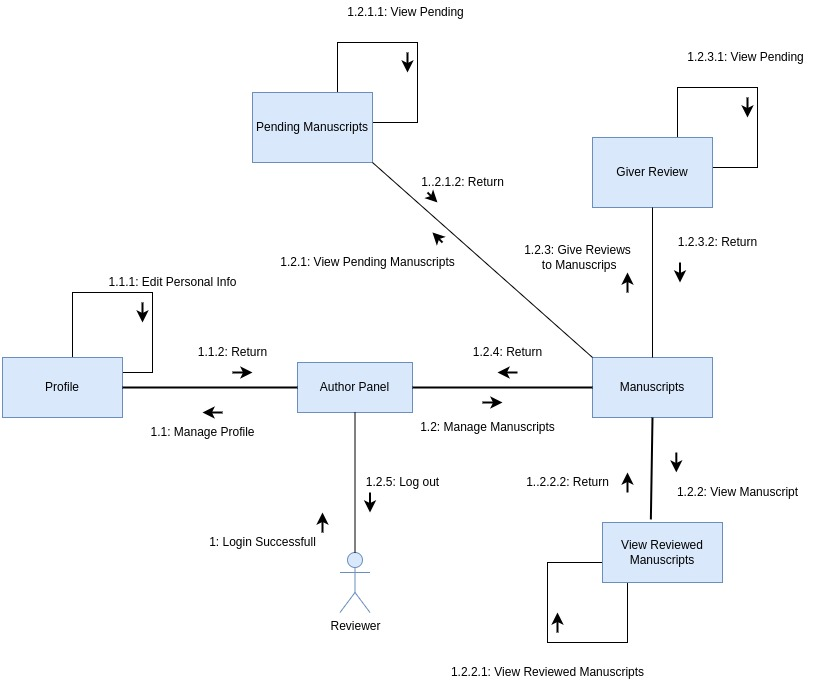 1.2.1.1: View Pending
1.2.3.1: View Pending
Pending Manuscripts
Giver Review
1..2.1.2: Return
1.2.3: Give Reviews
to Manuscrips
1.2.3.2: Return
1.2.1: View Pending Manuscripts
1.1.1: Edit Personal Info
1.1.2: Return
1.2.4: Return
Profile
Author Panel
Manuscripts
1.1: Manage Profile
1.2: Manage Manuscripts
1.2.5: Log out
1..2.2.2: Return
1.2.2: View Manuscript
1: Login Successfull
View Reviewed
Manuscripts
Reviewer
1.2.2.1: View Reviewed Manuscripts